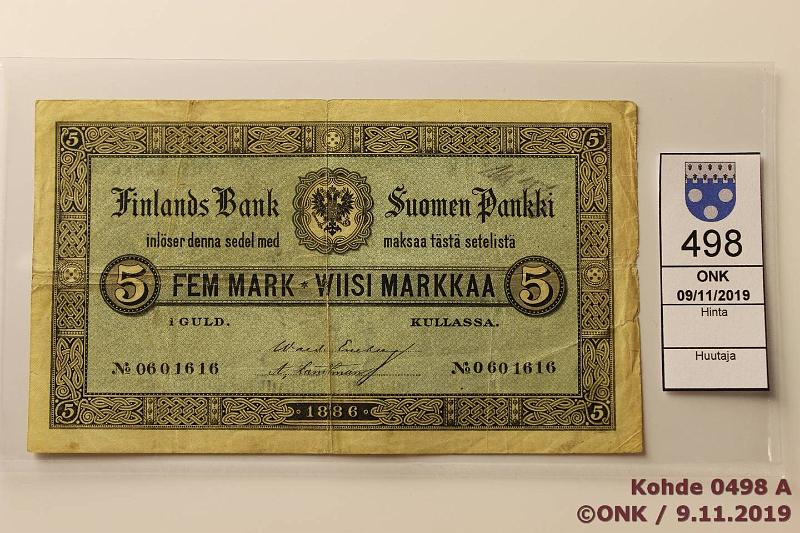 5 5
Finlands Bank Suomen Pankki
inlöser denna sedel med maksaa tästä setelistä
5 FEM MARK * WIISI MARKKAA 5
I GULD. KULLASSA.
№ 0601616 № 0601616
5 1886 5
498
ONK
09/11/2019
Hinta
Huutaja
Kohde 0498 A
©ONK / 9.11.2019